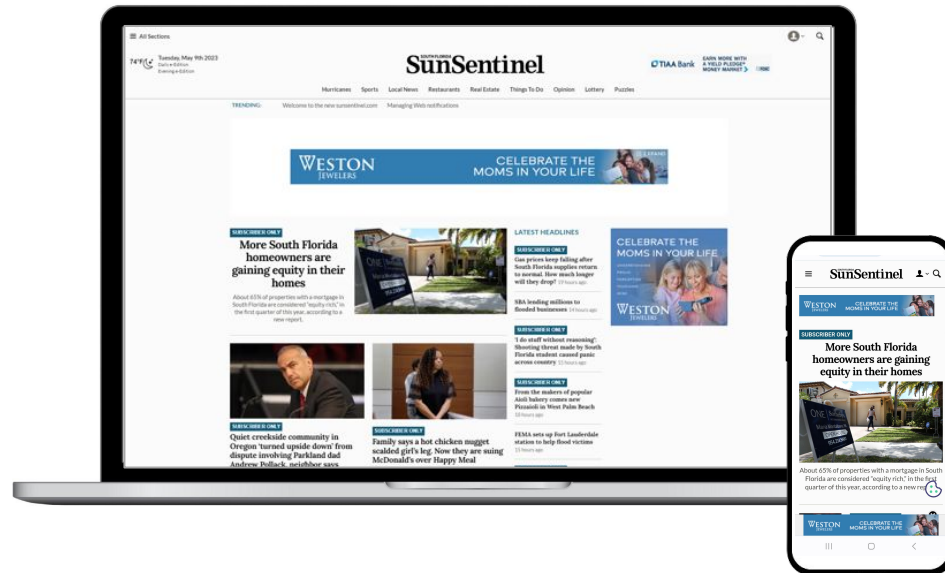 All Sections
74°F
Tuesday, May 9th 2023
Daily e-Edition
Evening e-Edition
SOUTH FLORIDA
SunSentinel
TIAA Bank
EARN MORE WITH
A YIELD PLEDGE®
MONEY MARKET
Hurricanes Sports Local News Restaurants Real Estate Things To Do Opinion Lottery Puzzles
TRENDING: Welcome to the new sunsentinel.com Managing Web notifications
WESTON
JEWELERS
CELEBRATE THE
MOMS IN YOUR LIFE
SUBSCRIBER ONLY
More South Florida
homeowners are
gaining equity in their
homes
About 65% of properties with a mortgage in
South Florida are considered "equity rich," in
the first quarter of this year, according to a
new report.
LATEST HEADLINES
SUBSCRIBER ONLY
Gas prices keep falling after
South Florida supplies return
to normal. How much longer
will they drop? 13 hours ago
SBA lending millions to
flooded businesses 14 hours ago
SUBSCRIBER ONLY
'I do stuff without reasoning':
Shooting threat made by South
Florida student caused panic
across country
SUBSCRIBER ONLY
From the makers of popular
Aioli bakery comes new
Pizzaioli in West Palm Beach
FEMA sets up Fort Lauderdale
station to help flood victims
CELEBRATE THE
MOMS IN YOUR LIFE
WESTON
JEWELERS
SUBSCRIBER ONLY
Quiet creekside community in
Oregon 'turned upside down' from
dispute involving Parkland dad
Andrew Pollack, neighbor says
SUBSCRIBER ONLY
Family says a hot chicken nugget
scalded girl's leg. Now they are suing
McDonald's over Happy Meal
SunSentinel
WESTON
CELEBRATE THE
MOMS IN YOUR LIFE
SUBSCRIBER ONLY
More South Florida
homeowners are gaining
equity in their homes
About 65% of properties with a mortgage in South
Florida are considered "equity rich," in the first
quarter of this year, according to a new
WESTON
CELEBRATE THE
MOMS IN YOUR LIFE